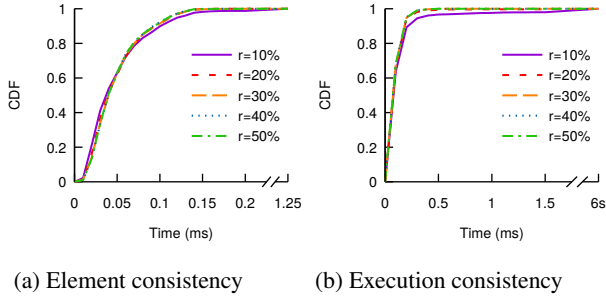 1
0.8
0.6
0.4
0.2
0
CDF
0 0.05 0.1 0.15 0.2 1.25
Time (ms)
r=10%
r=20%
r=30%
r=40%
r=50%
(a) Element consistency
1
0.8
0.6
0.4
0.2
0
CDF
0 0.5 1 1.5 6s
Time (ms)
r=10%
r=20%
r=30%
r=40%
r=50%
(b) Execution consistency